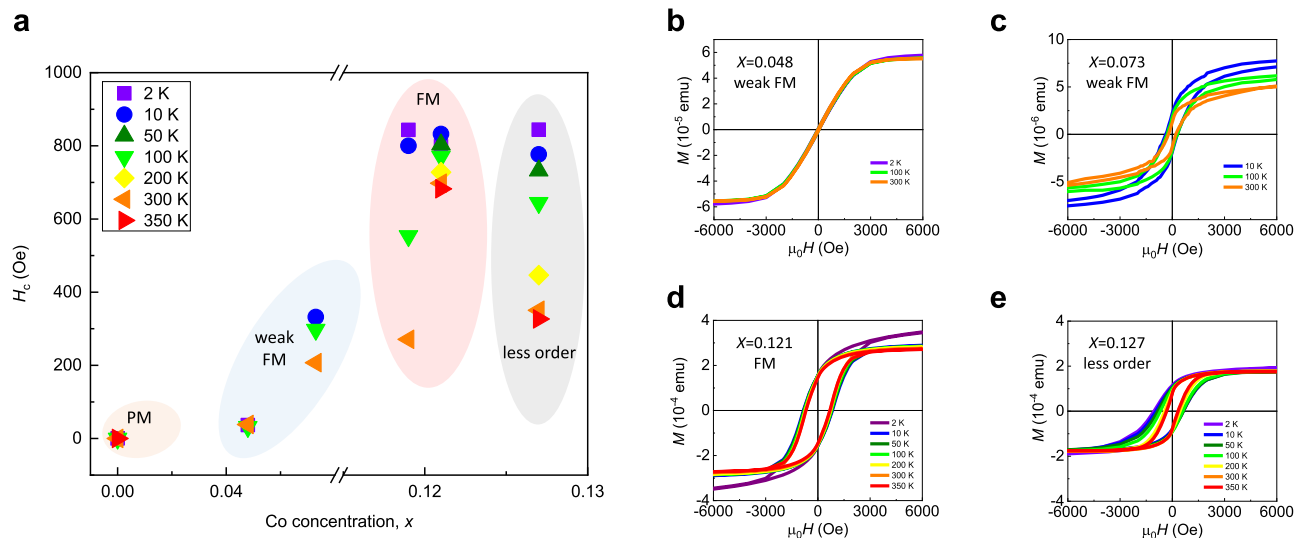 a
1000
800
600
400
200
0
H_c (Oe)
2 K
10 K
50 K
100 K
200 K
300 K
350 K
PM
weak
FM
FM
less order
0.00
0.04
0.12
0.13
Co concentration, x
b
6
4
2
0
-2
-4
-6
M (10^-5 emu)
X=0.048
weak FM
2 K
100 K
300 K
-6000 -3000 0 3000 6000
μ₀H (Oe)
c
10
5
0
-5
M (10^-6 emu)
X=0.073
weak FM
10 K
100 K
300 K
-6000 -3000 0 3000 6000
μ₀H (Oe)
d
4
2
0
-2
-4
M (10^-4 emu)
X=0.121
FM
2 K
10 K
50 K
100 K
200 K
300 K
350 K
-6000 -3000 0 3000 6000
μ₀H (Oe)
e
4
2
0
-2
-4
M (10^-4 emu)
X=0.127
less order
2 K
10 K
50 K
100 K
200 K
300 K
350 K
-6000 -3000 0 3000 6000
μ₀H (Oe)